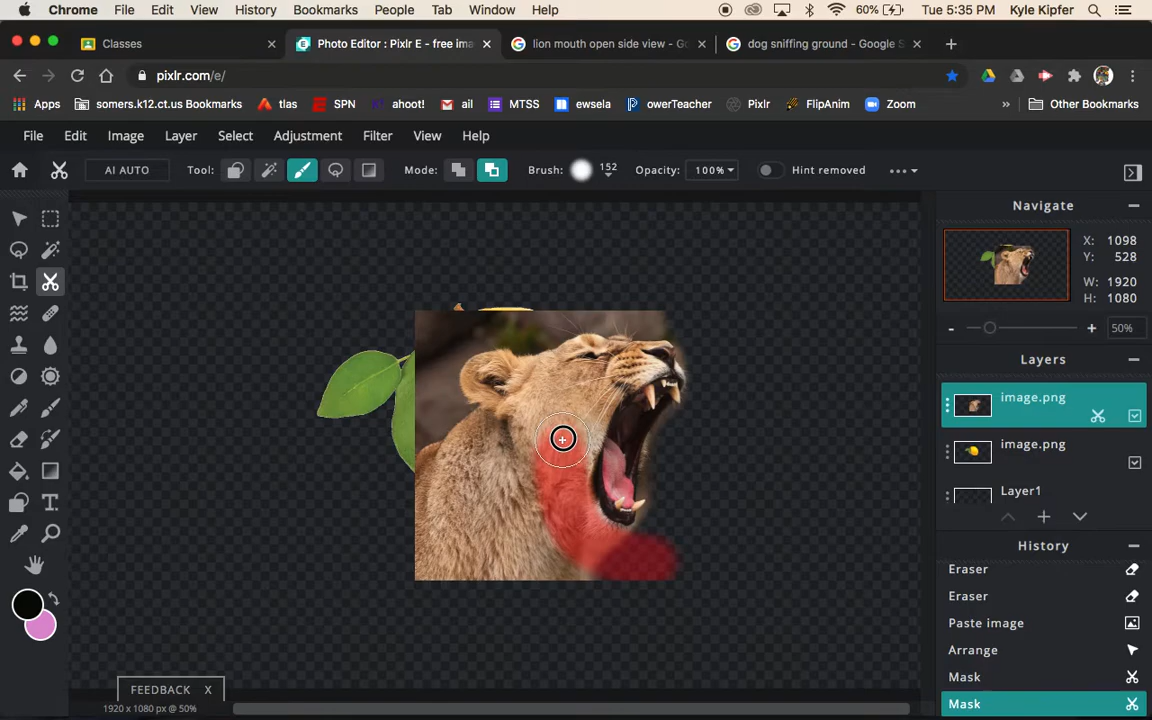 Chrome File Edit View History Bookmarks People Tab Window Help 60% Tue 5:35 PM Kyle Kipfer
Classes Photo Editor : Pixlr E - free ima lion mouth open side view - Go dog sniffing ground - Google S
pixlr.com/e/
Apps somers.k12.ct.us Bookmarks tlas SPN ahoot! ail MTSS ewsela owerTeacher Pixlr FlipAnim Zoom » Other Bookmarks
File Edit Image Layer Select Adjustment Filter View Help
AI AUTO Tool: Mode: Brush: 152 Opacity: 100% Hint removed
Navigate
X: 1098
Y: 528
W: 1920
H: 1080
50%
Layers
image.png
image.png
Layer1
History
Eraser
Eraser
Paste image
Arrange
Mask
Mask
FEEDBACK X
1920 x 1080 px @ 50%